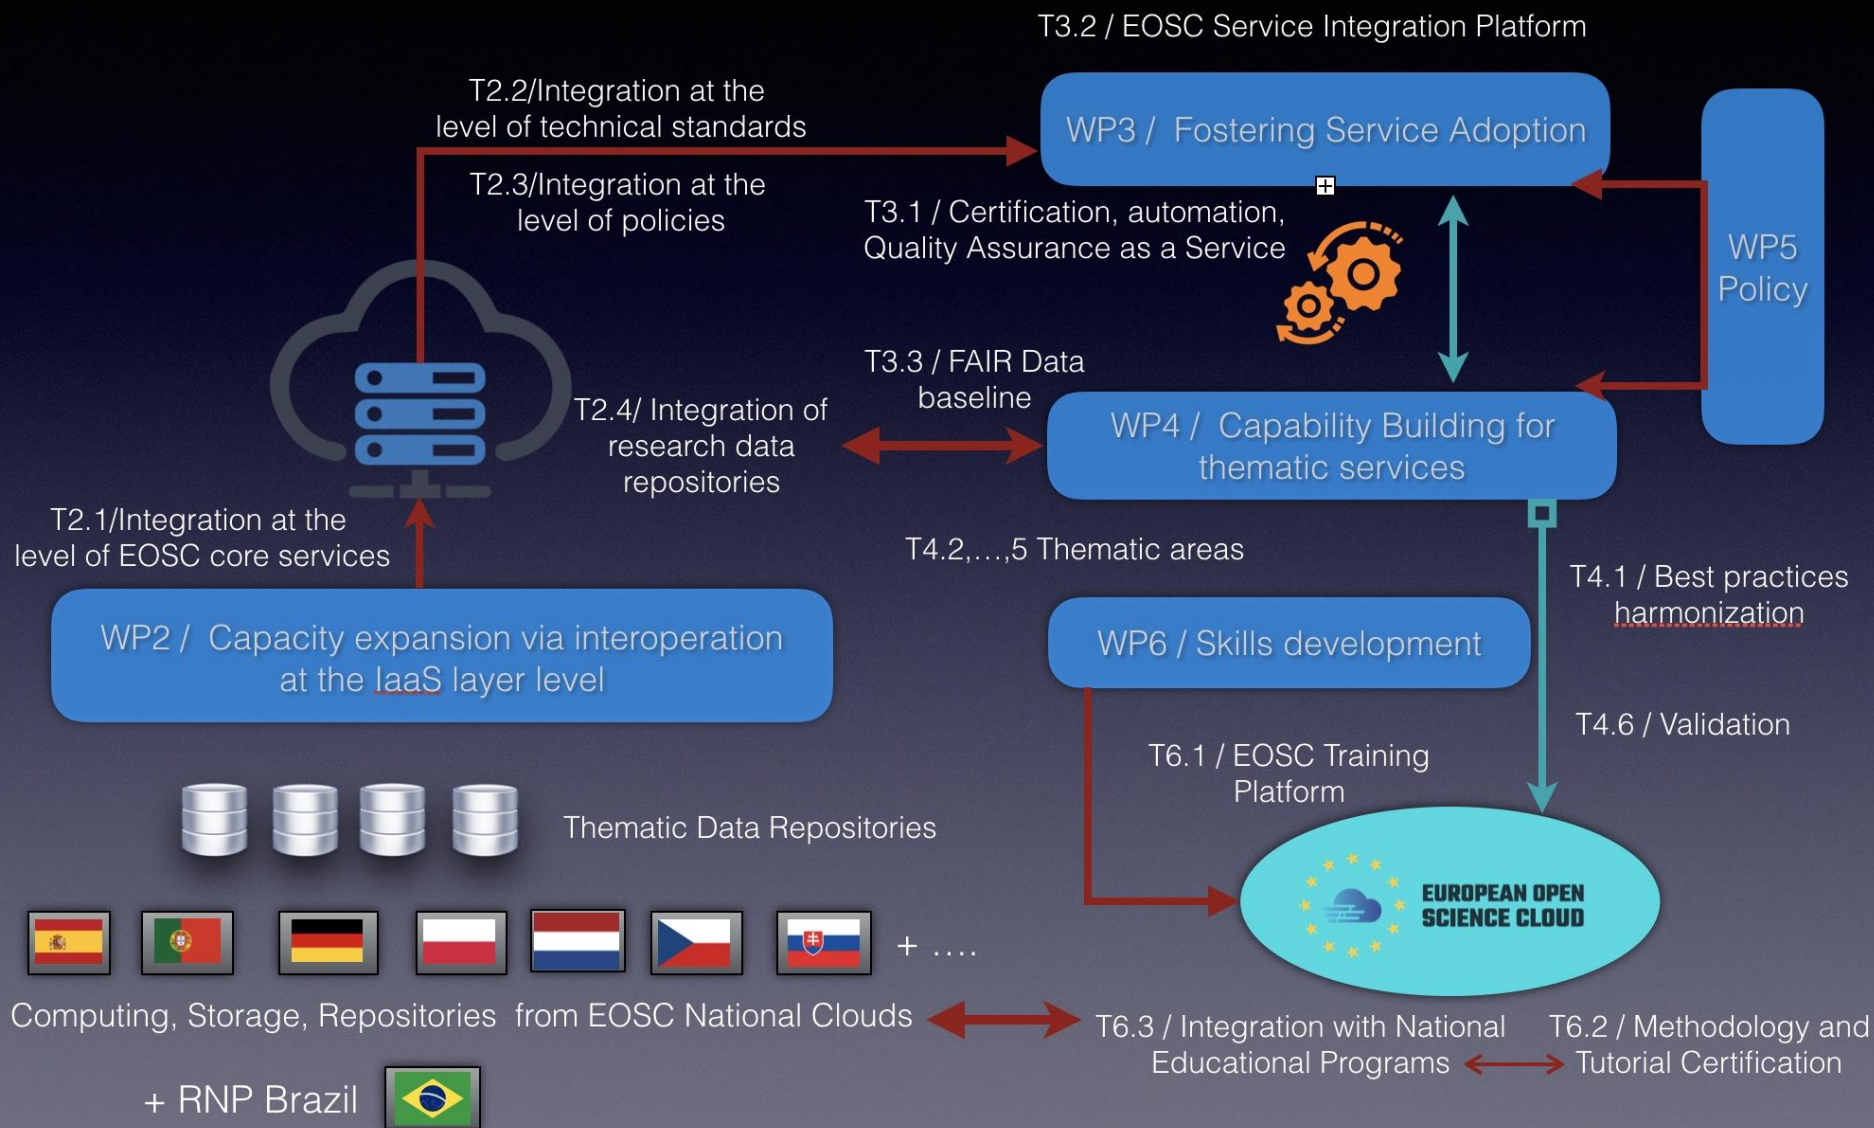 T3.2 / EOSC Service Integration Platform
T2.2/Integration at the
level of technical standards
WP3 /  Fostering Service Adoption
T2.3/Integration at the
level of policies
T3.1 / Certification, automation,
Quality Assurance as a Service
WP5
Policy
T3.3 / FAIR Data
baseline
T2.4/ Integration of
research data
repositories
WP4 /  Capability Building for
thematic services
T2.1/Integration at the
level of EOSC core services
T4.2,...,5 Thematic areas
T4.1 / Best practices
harmonization
WP2 /  Capacity expansion via interoperation
at the IaaS layer level
WP6 / Skills development
T4.6 / Validation
T6.1 / EOSC Training
Platform
Thematic Data Repositories
EUROPEAN OPEN
SCIENCE CLOUD
+ ....
Computing, Storage, Repositories  from EOSC National Clouds
T6.3 / Integration with National
Educational Programs
T6.2 / Methodology and
Tutorial Certification
+ RNP Brazil